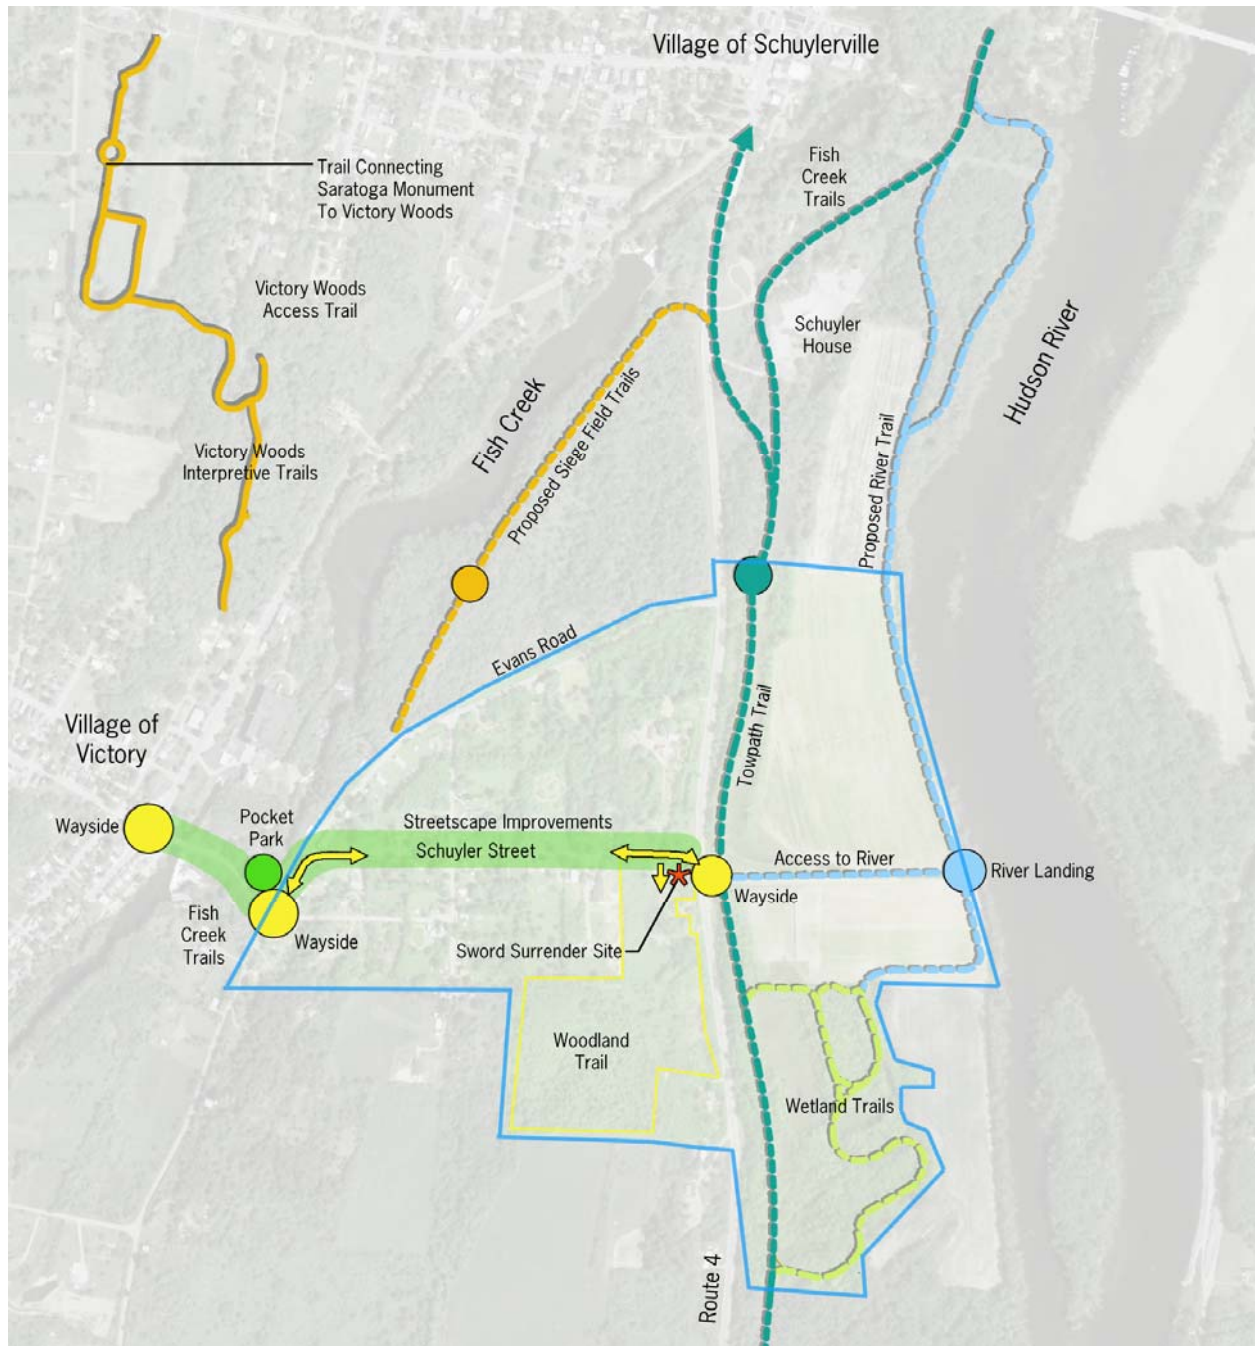 Village of Schuylerville
Trail Connecting
Saratoga Monument
To Victory Woods
Fish
Creek
Trails
Victory Woods
Access Trail
Schuyler
House
Hudson River
Fish Creek
Proposed Siege Field Trails
Victory Woods
Interpretive Trails
Proposed River Trail
Evans Road
Towpath Trail
Village of
Victory
Wayside
Pocket
Park
Streetscape Improvements
Schuyler Street
Access to River
River Landing
Wayside
Fish
Creek
Trails
Wayside
Sword Surrender Site
Woodland
Trail
Wetland Trails
Route 4